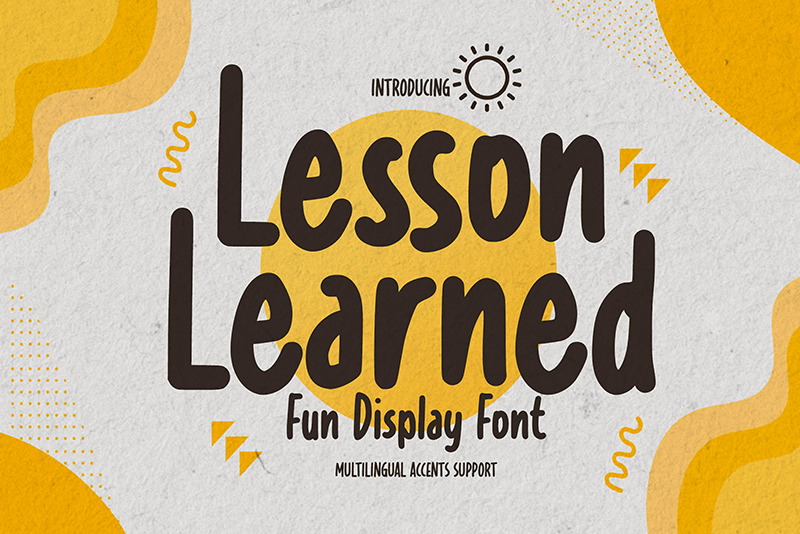 INTRODUCING
Lesson
Learned
Fun Display Font
MULTILINGUAL ACCENTS SUPPORT